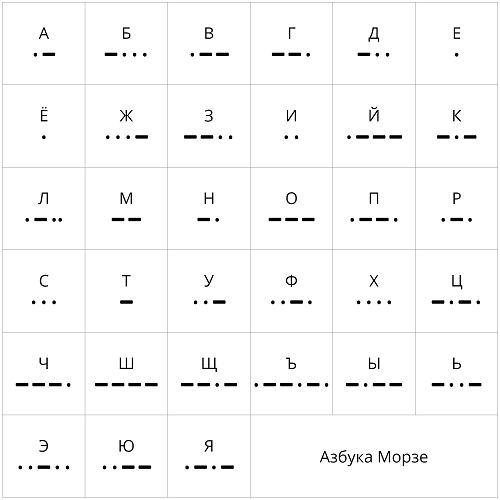 А Б В Г Д Е
·— —··· ·—— ——· —·· ·
Ё Ж З И Й К
· ···— ——·· ·· ·——— —·—
Л М Н О П Р
·—·· —— —· ——— ·——· ·—·
С Т У Ф Х Ц
··· — ··— ··—· ···· —·—·
Ч Ш Щ Ъ Ы Ь
———· ———— ——·— ·——·—· —·—— —··—
Э Ю Я Азбука Морзе
··—·· ··—— ·—·—